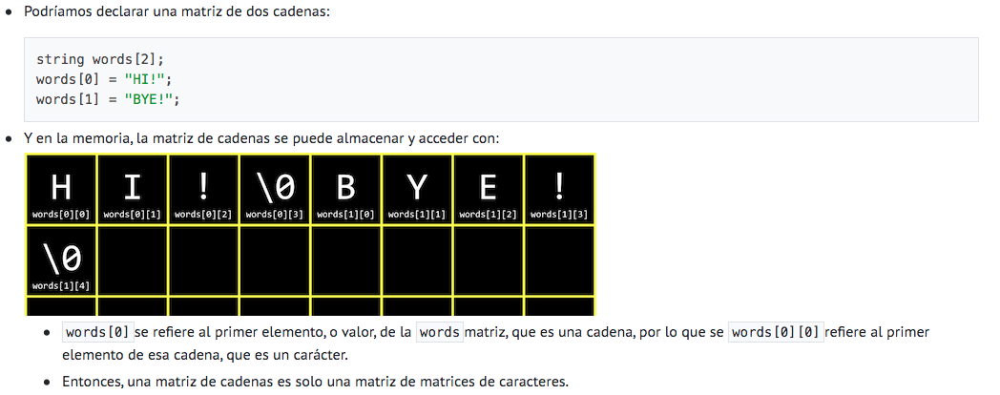 Podríamos declarar una matriz de dos cadenas:
string words[2];
words[0] = "HI!";
words[1] = "BYE!";
Y en la memoria, la matriz de cadenas se puede almacenar y acceder con:
H I ! \0 B Y E !
words[0][0] words[0][1] words[0][2] words[0][3] words[1][0] words[1][1] words[1][2] words[1][3]
\0
words[1][4]
words[0] se refiere al primer elemento, o valor, de la words matriz, que es una cadena, por lo que se words[0][0] refiere al primer
elemento de esa cadena, que es un carácter.
Entonces, una matriz de cadenas es solo una matriz de matrices de caracteres.